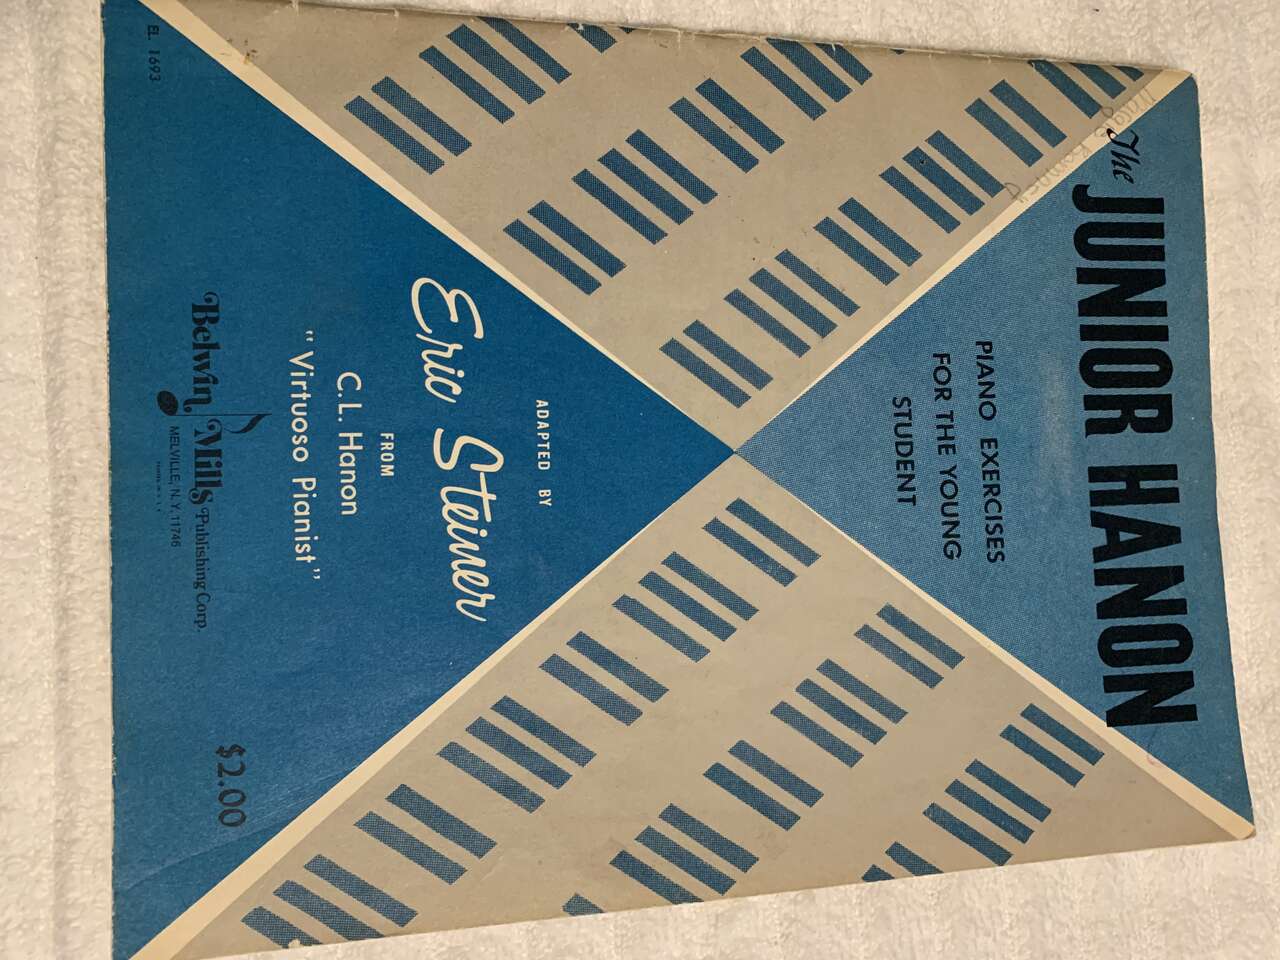 The
JUNIOR HANON
PIANO EXERCISES
FOR THE YOUNG
STUDENT
ADAPTED BY
Eric Steiner
FROM
C. L. Hanon
"Virtuoso Pianist"
Belwin Mills Publishing Corp.
MELVILLE, N.Y. 11746
$2.00
EL 1693